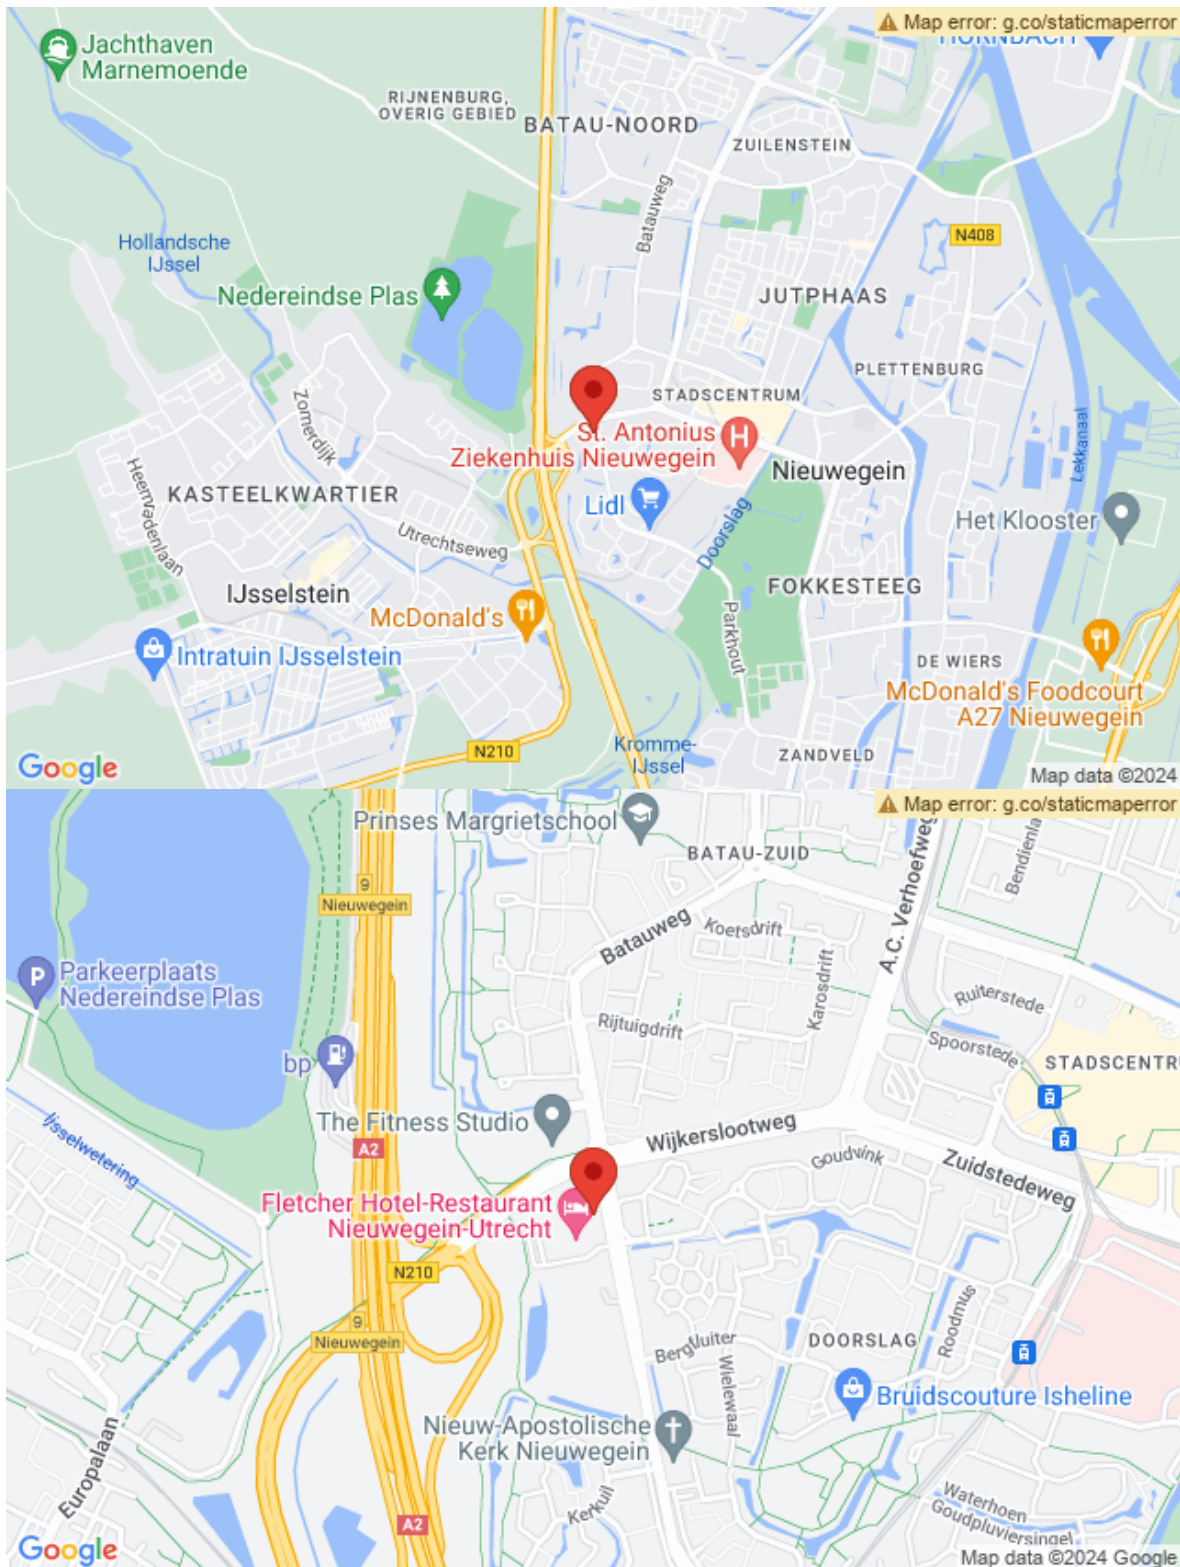 Map error: g.co/staticmaperror
HORNBACH
Jachthaven
Marnemoende
RIJNENBURG,
OVERIG GEBIED
BATAU-NOORD
ZUILENSTEIN
Batauweg
N408
Hollandsche
IJssel
Nedereindse Plas
JUTPHAAS
PLETTENBURG
STADSCENTRUM
Zomerdijk
St. Antonius
Ziekenhuis Nieuwegein
H
Nieuwegein
Lekkanaal
Heemradenlaan
KASTEELKWARTIER
Lidl
Het Klooster
Utrechtseweg
Doorslag
IJsselstein
FOKKESTEEG
McDonald's
Parkhout
Intratuin IJsselstein
DE WIERS
McDonald's Foodcourt
A27 Nieuwegein
N210
Kromme-
IJssel
ZANDVELD
Google
Map data ©2024
Map error: g.co/staticmaperror
Prinses Margrietschool
BATAU-ZUID
A.C. Verhoefweg
Bendienla
9
Nieuwegein
Batauweg
Koetsdrift
Karosdrift
P
Parkeerplaats
Nedereindse Plas
Ruiterstede
Rijtuigdrift
Spoorstede
bp
STADSCENTRU
The Fitness Studio
Ijsselwetering
A2
Wijkerslootweg
Goudvink
Zuidstedeweg
Fletcher Hotel-Restaurant
Nieuwegein-Utrecht
N210
9
Nieuwegein
Roodmus
Bergfluiter
DOORSLAG
Wielewaal
Bruidscouture Isheline
Nieuw-Apostolische
Kerk Nieuwegein
Europalaan
Kerkuil
Waterhoen
Goudpluviersingel
A2
Google
Map data ©2024 Google